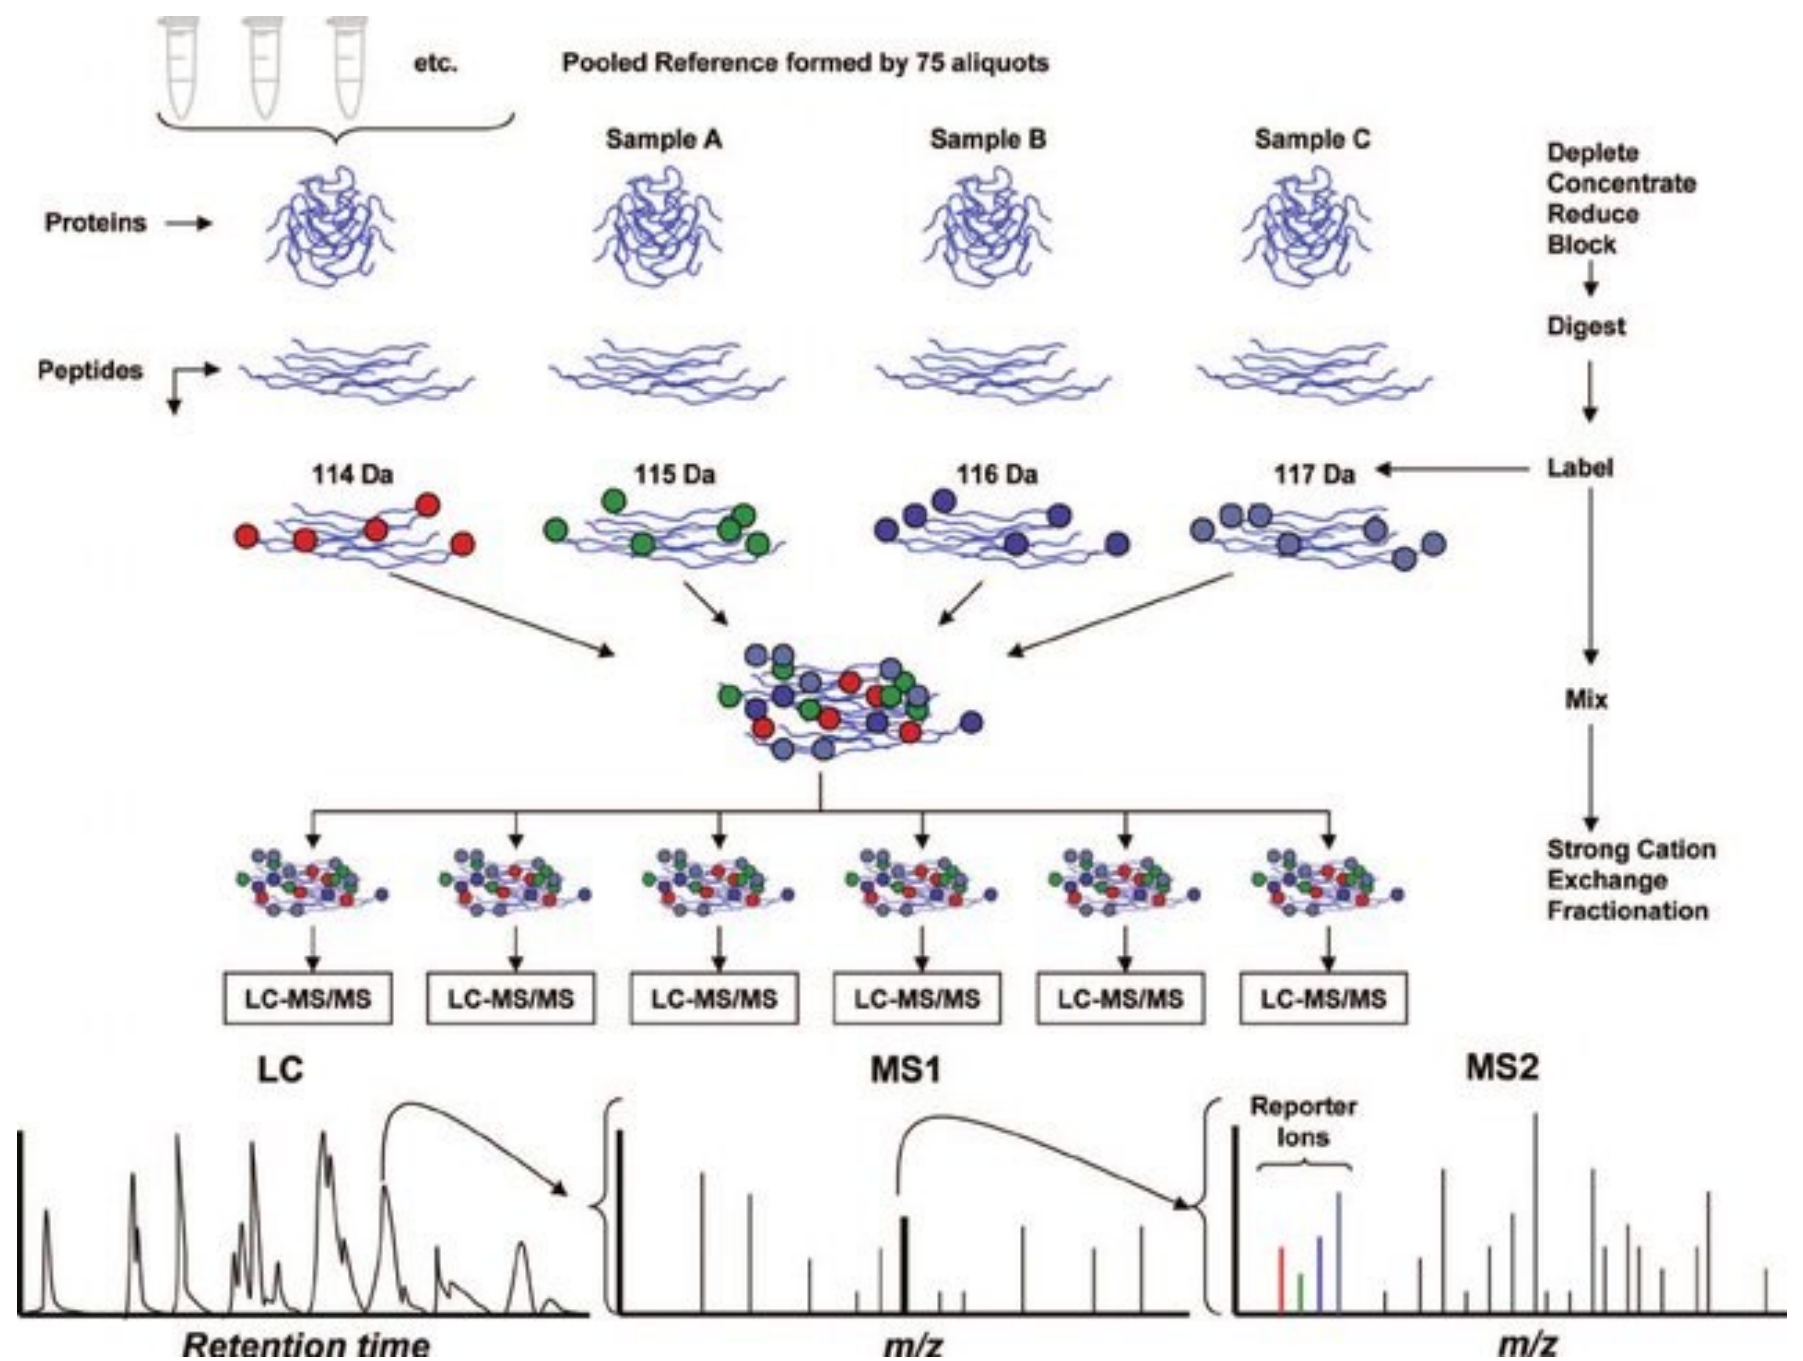 etc.
Pooled Reference formed by 75 aliquots
Sample A
Sample B
Sample C
Deplete
Concentrate
Reduce
Block
Proteins
Digest
Peptides
114 Da
115 Da
116 Da
117 Da
Label
Mix
Strong Cation
Exchange
Fractionation
LC-MS/MS
LC-MS/MS
LC-MS/MS
LC-MS/MS
LC-MS/MS
LC-MS/MS
LC
MS1
MS2
Reporter
Ions
Retention time
m/z
m/z